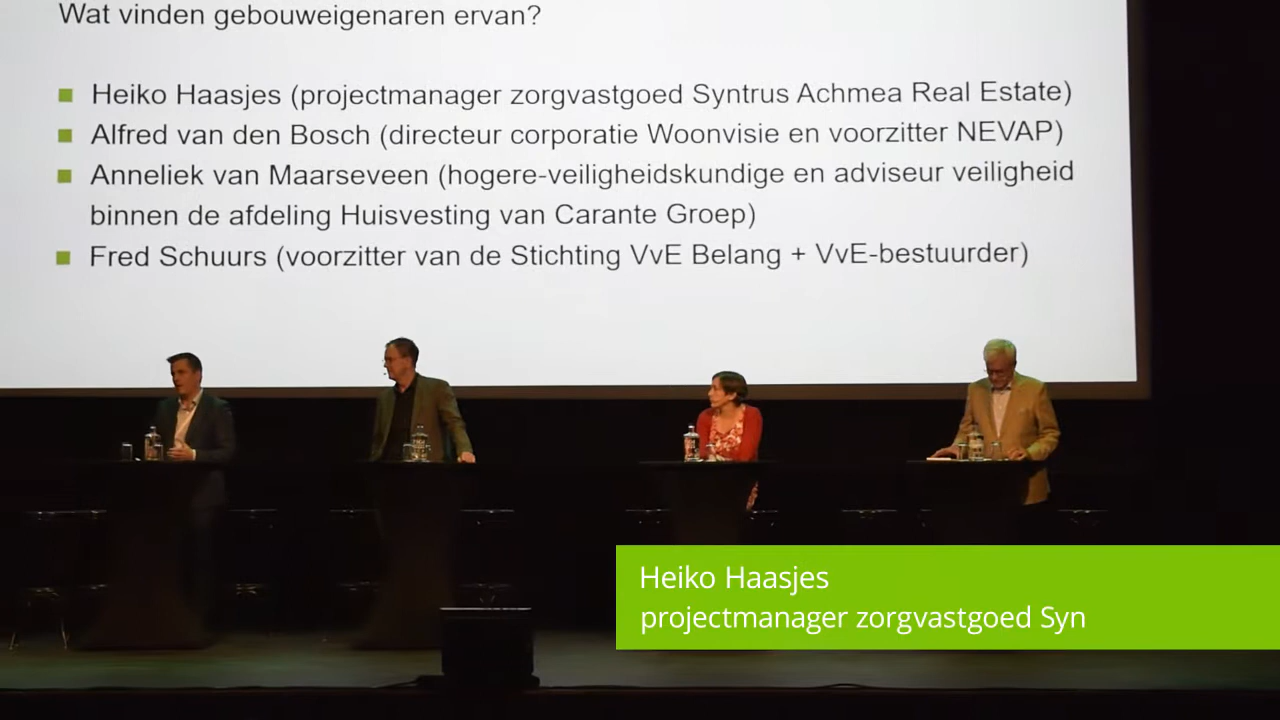 Wat vinden gebouweigenaren ervan?
Heiko Haasjes (projectmanager zorgvastgoed Syntrus Achmea Real Estate)
Alfred van den Bosch (directeur corporatie Woonvisie en voorzitter NEVAP)
Anneliek van Maarseveen (hogere-veiligheidskundige en adviseur veiligheid
binnen de afdeling Huisvesting van Carante Groep)
Fred Schuurs (voorzitter van de Stichting VvE Belang + VvE-bestuurder)
Heiko Haasjes
projectmanager zorgvastgoed Syn